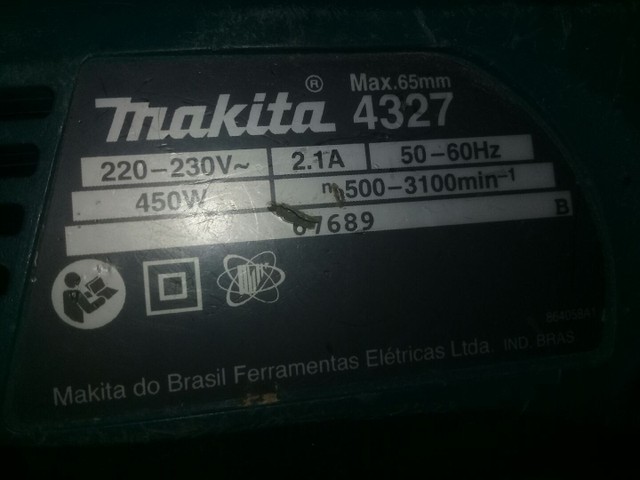 Max.65mm
makita® 4327
220-230V~ 2.1A 50-60Hz
450W n₀500-3100min⁻¹
67689 B
Makita do Brasil Ferramentas Elétricas Ltda. IND. BRAS